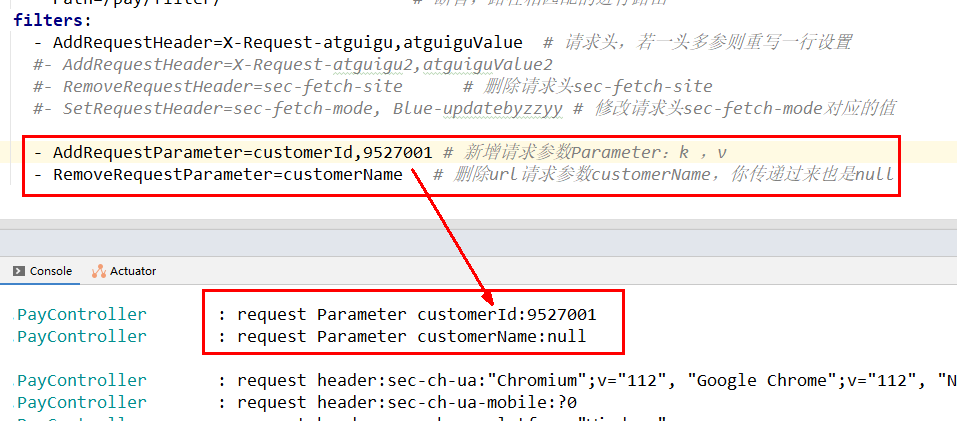 filters:
- AddRequestHeader=X-Request-atguigu,atguiguValue # 请求头，若一头多参则重写一行设置
#- AddRequestHeader=X-Request-atguigu2,atguiguValue2
#- RemoveRequestHeader=sec-fetch-site # 删除请求头sec-fetch-site
#- SetRequestHeader=sec-fetch-mode, Blue-updatebyzzyy # 修改请求头sec-fetch-mode对应的值
- AddRequestParameter=customerId,9527001 # 新增请求参数Parameter：k ，v
- RemoveRequestParameter=customerName # 删除url请求参数customerName，你传递过来也是null
Console Actuator
PayController : request Parameter customerId:9527001
PayController : request Parameter customerName:null
PayController : request header:sec-ch-ua:"Chromium";v="112", "Google Chrome";v="112", "N
PayController : request header:sec-ch-ua-mobile:?0